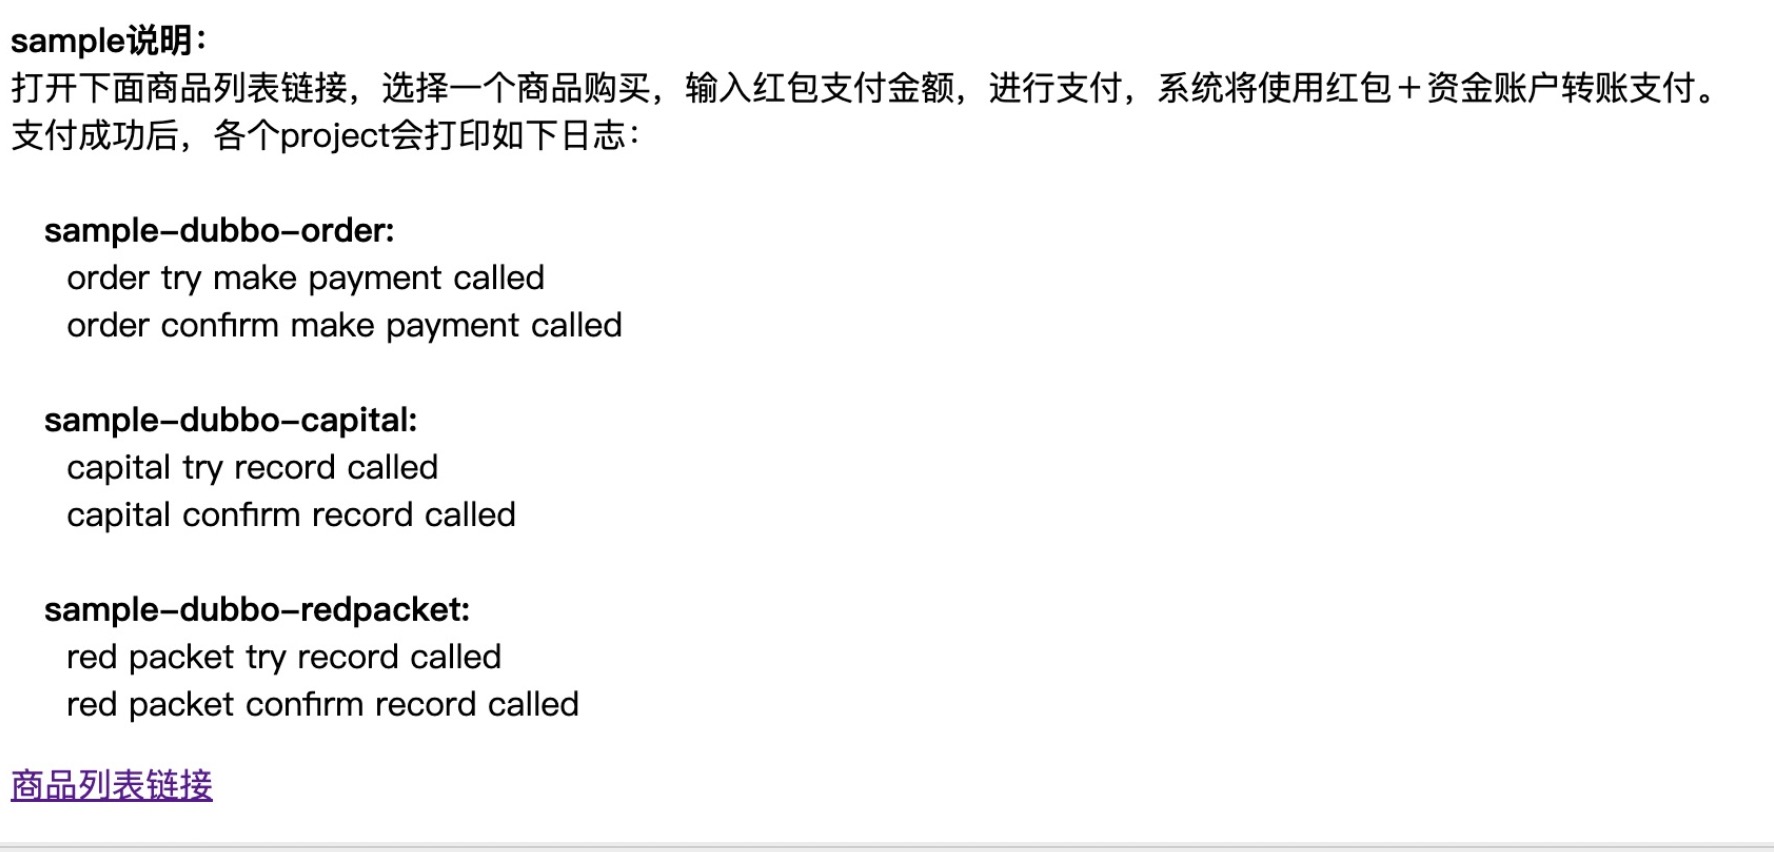 sample说明：
打开下面商品列表链接，选择一个商品购买，输入红包支付金额，进行支付，系统将使用红包＋资金账户转账支付。
支付成功后，各个project会打印如下日志：
sample-dubbo-order:
order try make payment called
order confirm make payment called
sample-dubbo-capital:
capital try record called
capital confirm record called
sample-dubbo-redpacket:
red packet try record called
red packet confirm record called
商品列表链接